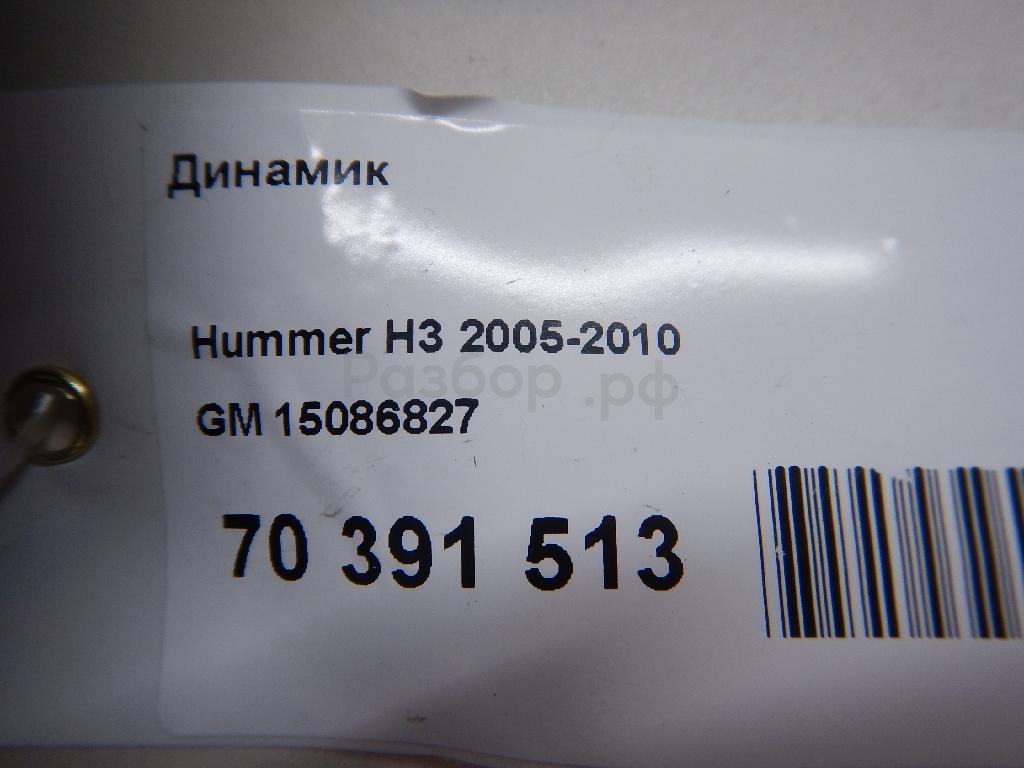 Динамик
Hummer H3 2005-2010
Разбор.рф
GM 15086827
70 391 513